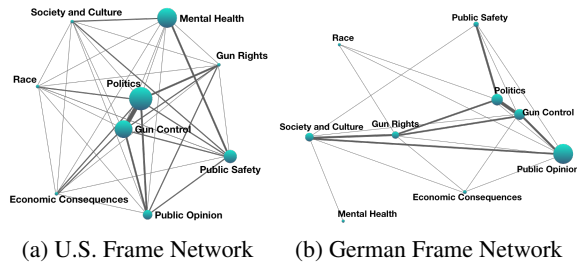 Society and Culture
Mental Health
Gun Rights
Race
Politics
Gun Control
Public Safety
Economic Consequences
Public Opinion
(a) U.S. Frame Network
Public Safety
Race
Politics
Gun Control
Gun Rights
Society and Culture
Public Opinion
Economic Consequences
Mental Health
(b) German Frame Network